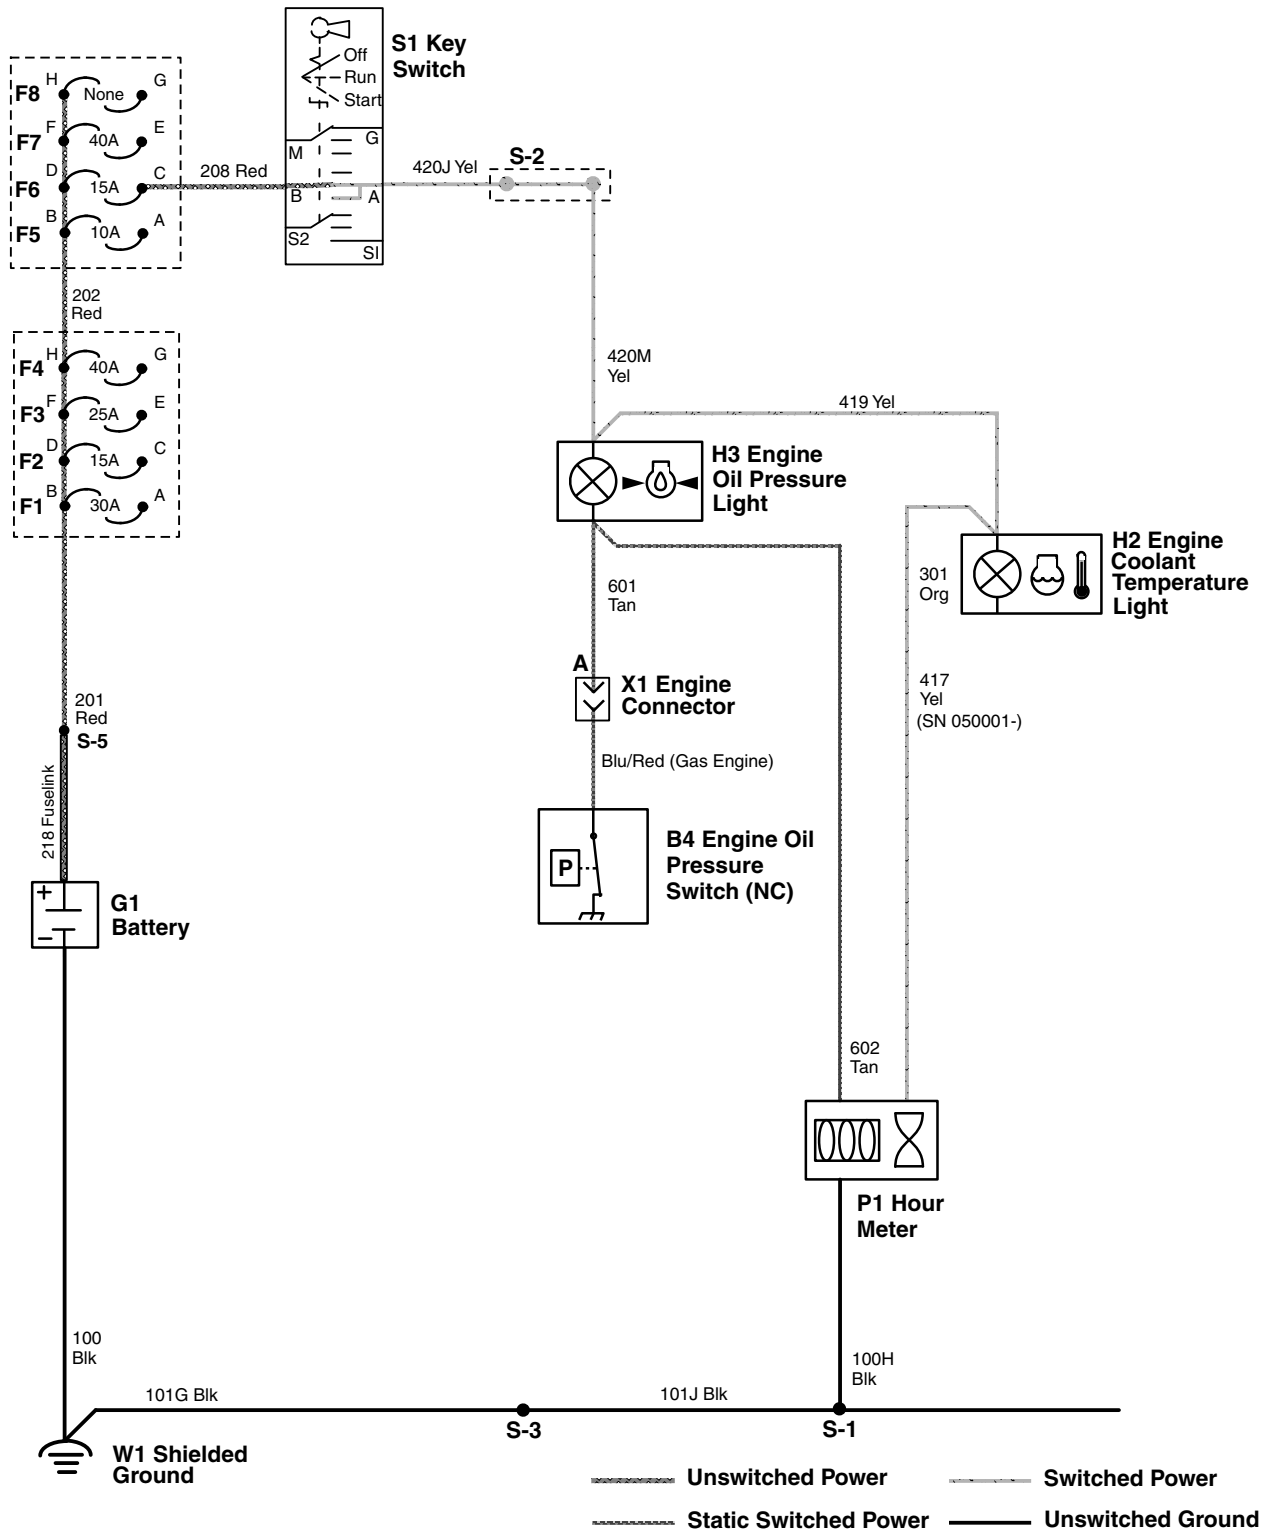 S1 Key
Switch
Off
Run
Start
M
G
B
A
S2
SI
F8
H
None
G
F7
F
40A
E
F6
D
15A
C
F5
B
10A
A
208 Red
420J Yel
S-2
202
Red
F4
H
40A
G
F3
F
25A
E
F2
D
15A
C
F1
B
30A
A
420M
Yel
419 Yel
H3 Engine
Oil Pressure
Light
H2 Engine
Coolant
Temperature
Light
301
Org
601
Tan
A
X1 Engine
Connector
417
Yel
(SN 050001-)
201
Red
S-5
218 Fuselink
Blu/Red (Gas Engine)
B4 Engine Oil
Pressure
Switch (NC)
P
+
−
G1
Battery
602
Tan
P1 Hour
Meter
100
Blk
100H
Blk
101G Blk
101J Blk
S-3
S-1
W1 Shielded
Ground
Unswitched Power
Switched Power
Static Switched Power
Unswitched Ground